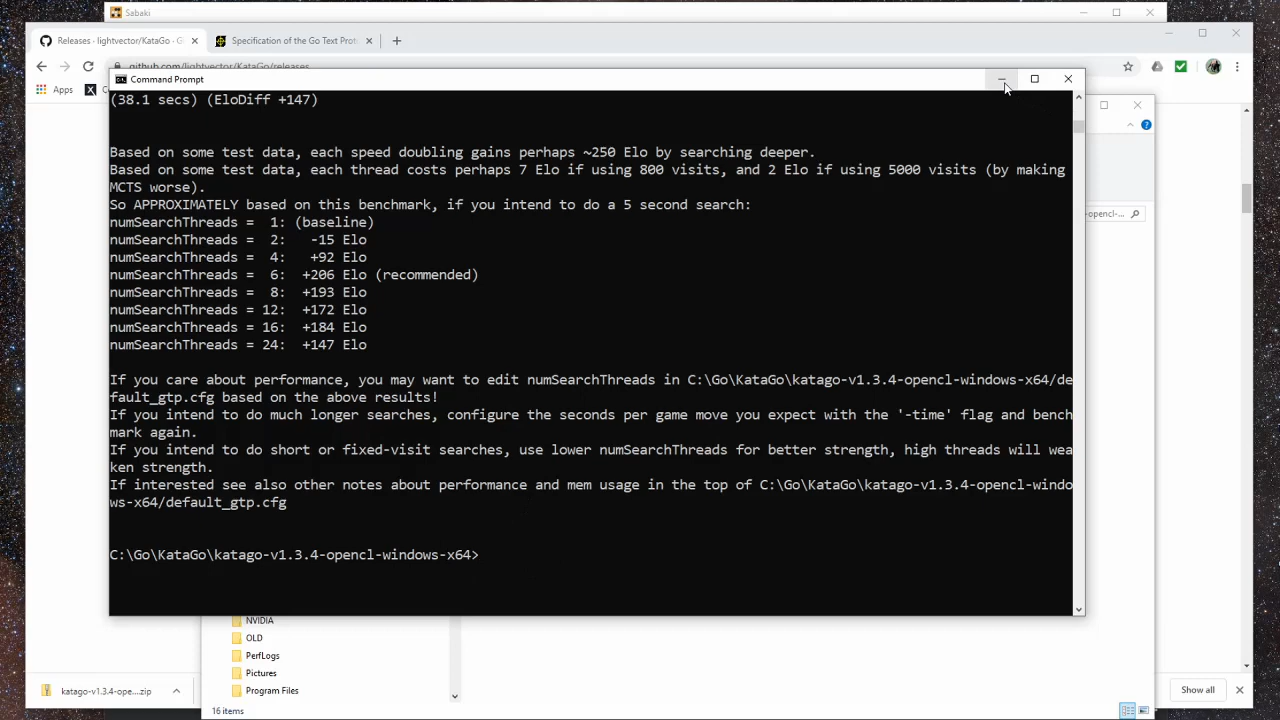 Sabaki
Releases · lightvector/KataGo · G
Specification of the Go Text Prot
github.com/lightvector/KataGo/releases
Apps
Command Prompt
(38.1 secs) (EloDiff +147)
Based on some test data, each speed doubling gains perhaps ~250 Elo by searching deeper.
Based on some test data, each thread costs perhaps 7 Elo if using 800 visits, and 2 Elo if using 5000 visits (by making
MCTS worse).
So APPROXIMATELY based on this benchmark, if you intend to do a 5 second search:
numSearchThreads =  1: (baseline)
numSearchThreads =  2:   -15 Elo
numSearchThreads =  4:   +92 Elo
numSearchThreads =  6:  +206 Elo (recommended)
numSearchThreads =  8:  +193 Elo
numSearchThreads = 12:  +172 Elo
numSearchThreads = 16:  +184 Elo
numSearchThreads = 24:  +147 Elo
If you care about performance, you may want to edit numSearchThreads in C:\Go\KataGo\katago-v1.3.4-opencl-windows-x64/de
fault_gtp.cfg based on the above results!
If you intend to do much longer searches, configure the seconds per game move you expect with the '-time' flag and bench
mark again.
If you intend to do short or fixed-visit searches, use lower numSearchThreads for better strength, high threads will wea
ken strength.
If interested see also other notes about performance and mem usage in the top of C:\Go\KataGo\katago-v1.3.4-opencl-windo
ws-x64/default_gtp.cfg
C:\Go\KataGo\katago-v1.3.4-opencl-windows-x64>
-opencl-...
NVIDIA
OLD
PerfLogs
Pictures
Program Files
16 items
katago-v1.3.4-ope....zip
Show all